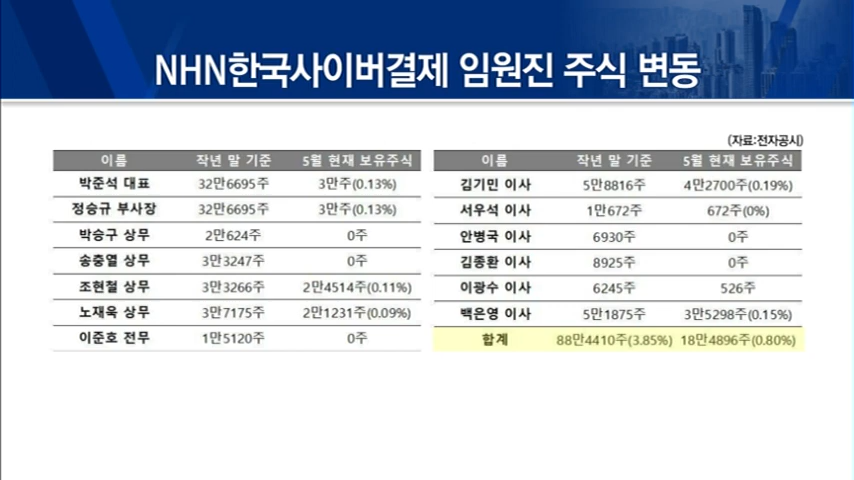 NHN한국사이버결제 임원진 주식 변동
(자료:전자공시)
이름 작년 말 기준 5월 현재 보유주식
박준석 대표 32만6695주 3만주(0.13%)
정승규 부사장 32만6695주 3만주(0.13%)
박승구 상무 2만624주 0주
송충열 상무 3만3247주 0주
조현철 상무 3만3266주 2만4514주(0.11%)
노재욱 상무 3만7175주 2만1231주(0.09%)
이준호 전무 1만5120주 0주
이름 작년 말 기준 5월 현재 보유주식
김기민 이사 5만8816주 4만2700주(0.19%)
서우석 이사 1만672주 672주(0%)
안병국 이사 6930주 0주
김종환 이사 8925주 0주
이광수 이사 6245주 526주
백은영 이사 5만1875주 3만5298주(0.15%)
합계 88만4410주(3.85%) 18만4896주(0.80%)